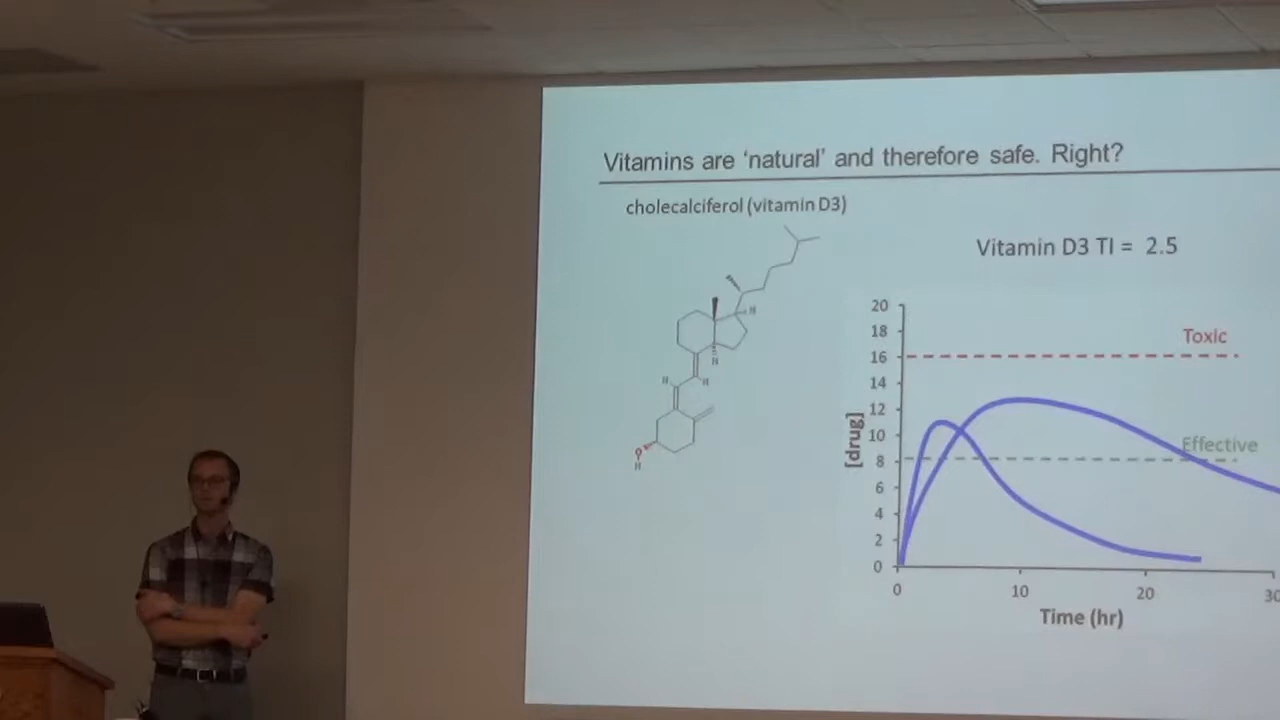 Vitamins are ‘natural’ and therefore safe. Right?
cholecalciferol (vitamin D3)
Vitamin D3 TI = 2.5
H
H
H
H
O
H
20
18
16
14
12
10
8
6
4
2
0
[drug]
Toxic
Effective
0
10
20
30
Time (hr)